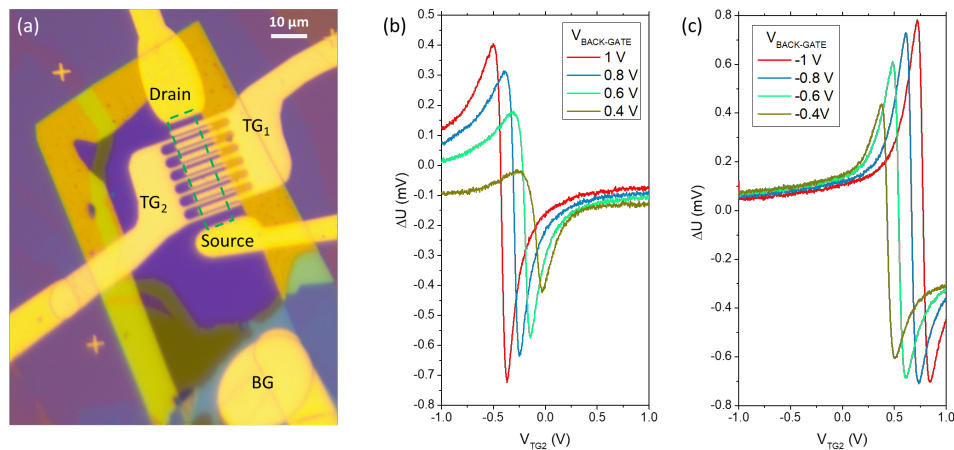 (a)
10 µm
Drain
TG1
TG2
Source
BG
(b)
0.5
0.4
0.3
0.2
0.1
0.0
-0.1
-0.2
-0.3
-0.4
-0.5
-0.6
-0.7
-0.8
ΔU (mV)
VBACK-GATE
1 V
0.8 V
0.6 V
0.4 V
-1.0
-0.5
0.0
0.5
1.0
VTG2 (V)
(c)
0.8
0.6
0.4
0.2
0.0
-0.2
-0.4
-0.6
-0.8
ΔU (mV)
VBACK-GATE
-1 V
-0.8 V
-0.6 V
-0.4V
-1.0
-0.5
0.0
0.5
1.0
VTG2 (V)